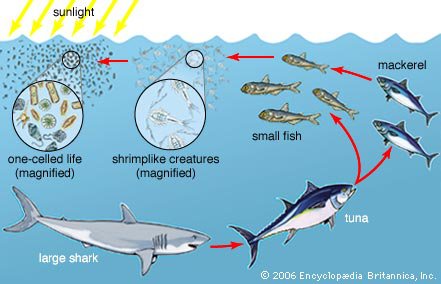 sunlight
mackerel
small fish
one-celled life
(magnified)
shrimplike creatures
(magnified)
tuna
large shark
© 2006 Encyclopædia Britannica, Inc.